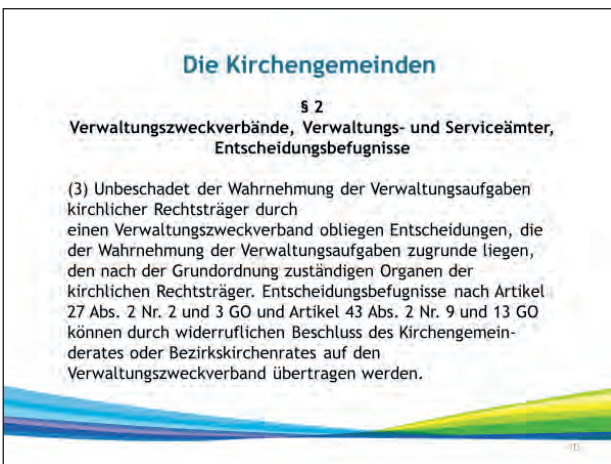 Die Kirchengemeinden
§ 2
Verwaltungszweckverbände, Verwaltungs- und Serviceämter,
Entscheidungsbefugnisse
(3) Unbeschadet der Wahrnehmung der Verwaltungsaufgaben
kirchlicher Rechtsträger durch
einen Verwaltungszweckverband obliegen Entscheidungen, die
der Wahrnehmung der Verwaltungsaufgaben zugrunde liegen,
den nach der Grundordnung zuständigen Organen der
kirchlichen Rechtsträger. Entscheidungsbefugnisse nach Artikel
27 Abs. 2 Nr. 2 und 3 GO und Artikel 43 Abs. 2 Nr. 9 und 13 GO
können durch widerruflichen Beschluss des Kirchengemein-
derates oder Bezirkskirchenrates auf den
Verwaltungszweckverband übertragen werden.